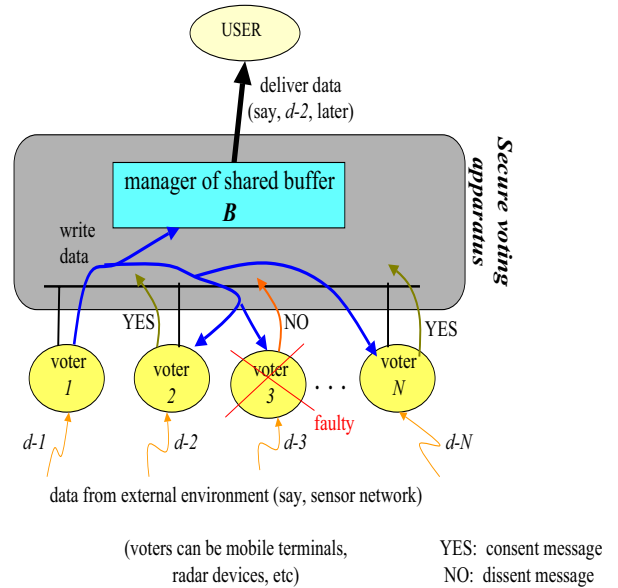 USER
deliver data
(say, d-2, later)
Secure voting
apparatus
manager of shared buffer
B
write
data
YES
NO
YES
voter
1
voter
2
voter
3
. . .
voter
N
faulty
d-1
d-2
d-3
d-N
data from external environment (say, sensor network)
(voters can be mobile terminals,
radar devices, etc)
YES: consent message
NO: dissent message